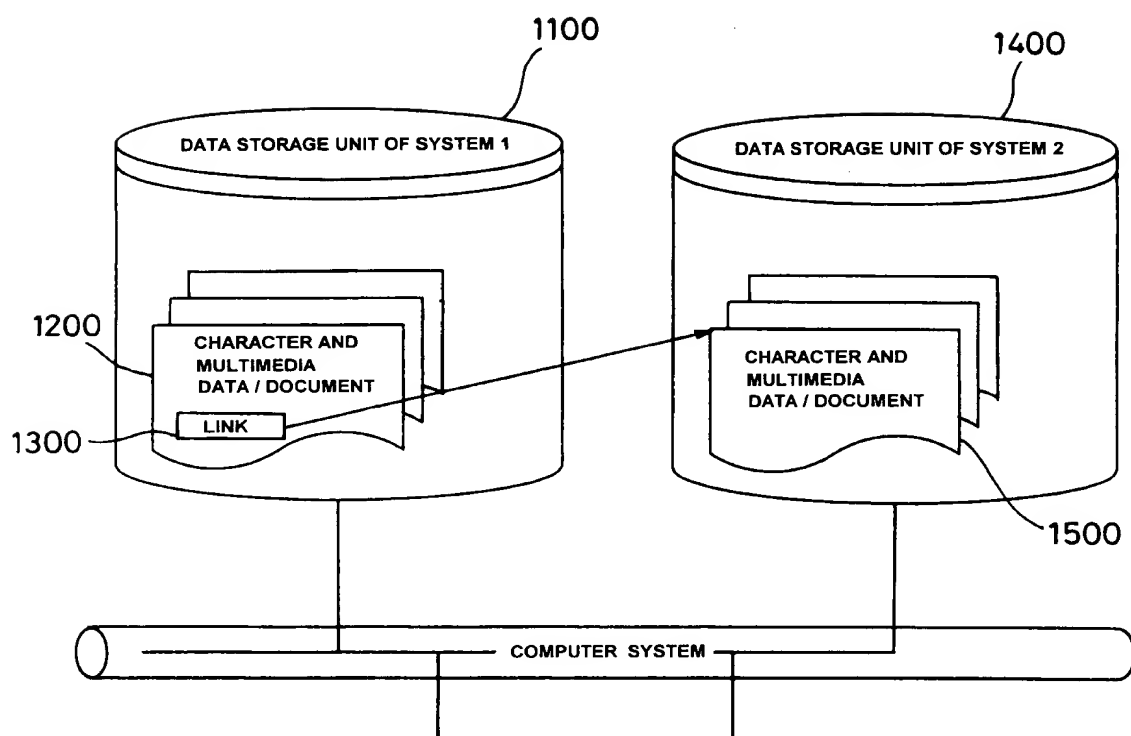 1100
1400
DATA STORAGE UNIT OF SYSTEM 1
DATA STORAGE UNIT OF SYSTEM 2
1200
CHARACTER AND
MULTIMEDIA
DATA / DOCUMENT
LINK
1300
CHARACTER AND
MULTIMEDIA
DATA / DOCUMENT
1500
COMPUTER SYSTEM